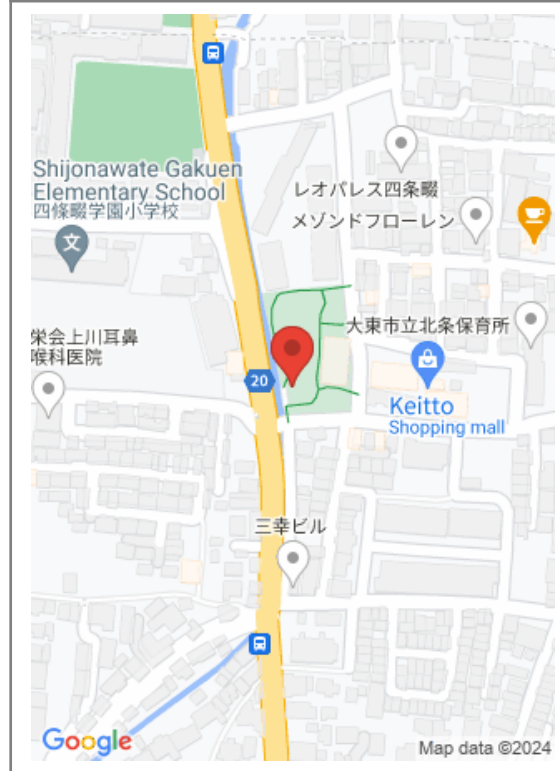 Shijonawate Gakuen
Elementary School
四條畷学園小学校
文
レオパレス四条畷
メゾンドフローレン
栄会上川耳鼻
喉科医院
大東市立北条保育所
20
Keitto
Shopping mall
三幸ビル
Google
Map data ©2024